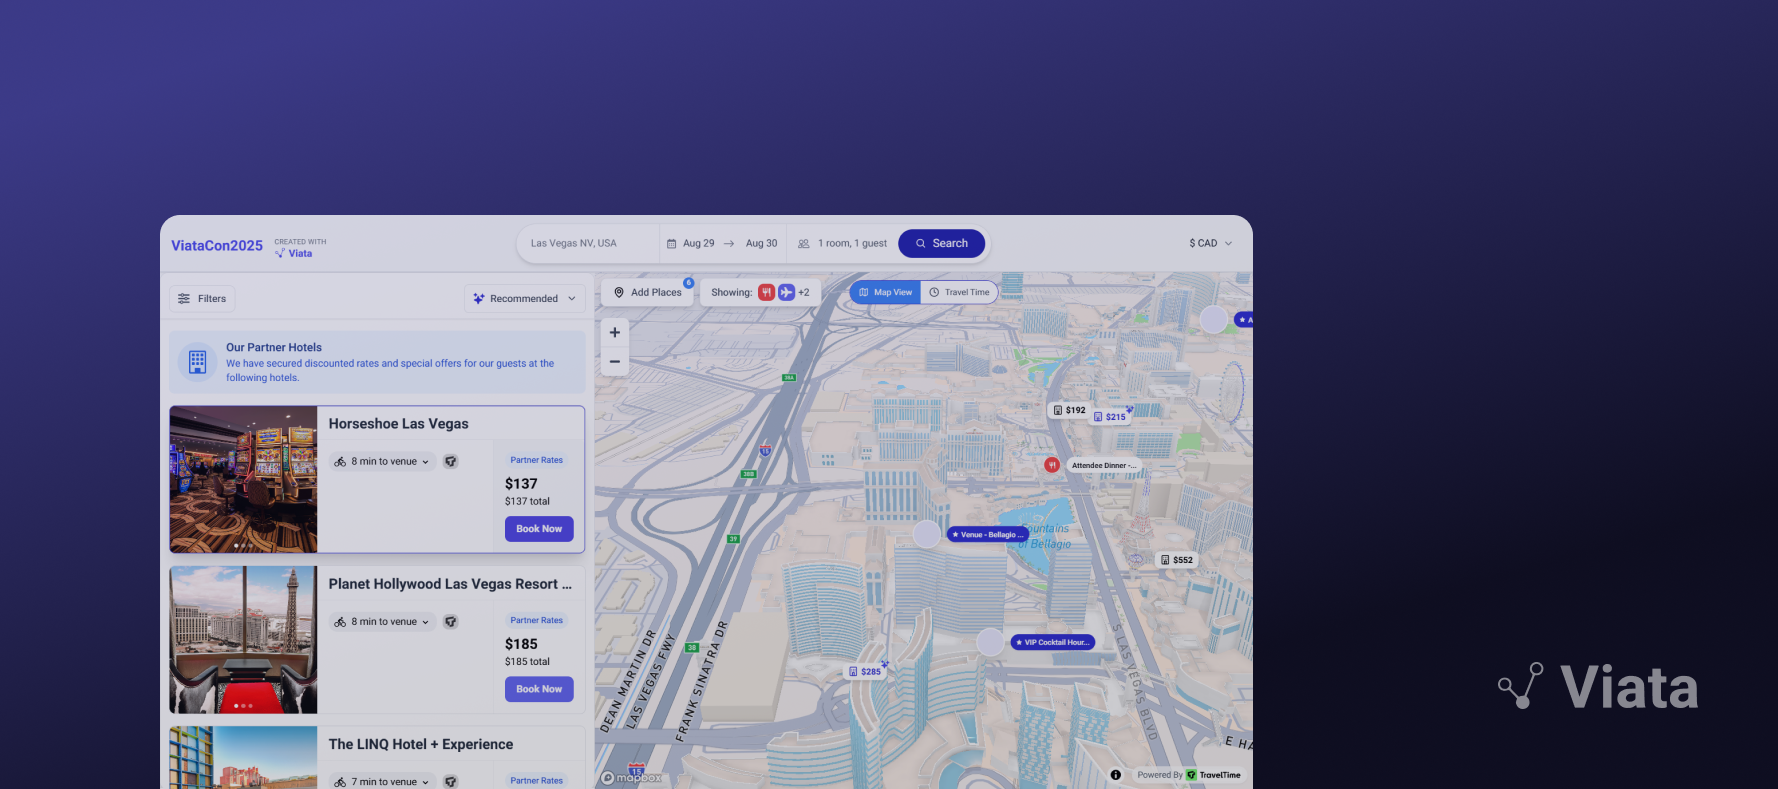 ViataCon2025
CREATED WITH
Viata
Las Vegas NV, USA
Aug 29 → Aug 30
1 room, 1 guest
Search
$ CAD
Filters
Recommended
Our Partner Hotels
We have secured discounted rates and special offers for our guests at the
following hotels.
Horseshoe Las Vegas
8 min to venue
Partner Rates
$137
$137 total
Book Now
Planet Hollywood Las Vegas Resort ...
8 min to venue
Partner Rates
$185
$185 total
Book Now
The LINQ Hotel + Experience
7 min to venue
Partner Rates
Add Places
6
Showing:
+2
Map View
Travel Time
+
−
A
38A
$192
$215
15
38B
Attendee Dinner -...
39
Venue - Bellagio ...
Fountains
of Bellagio
$552
38
VIP Cocktail Hour...
$285
DEAN MARTIN DR
LAS VEGAS FWY
FRANK SINATRA DR
S LAS VEGAS BLVD
E HA
15
mapbox
Powered By TravelTime
Viata